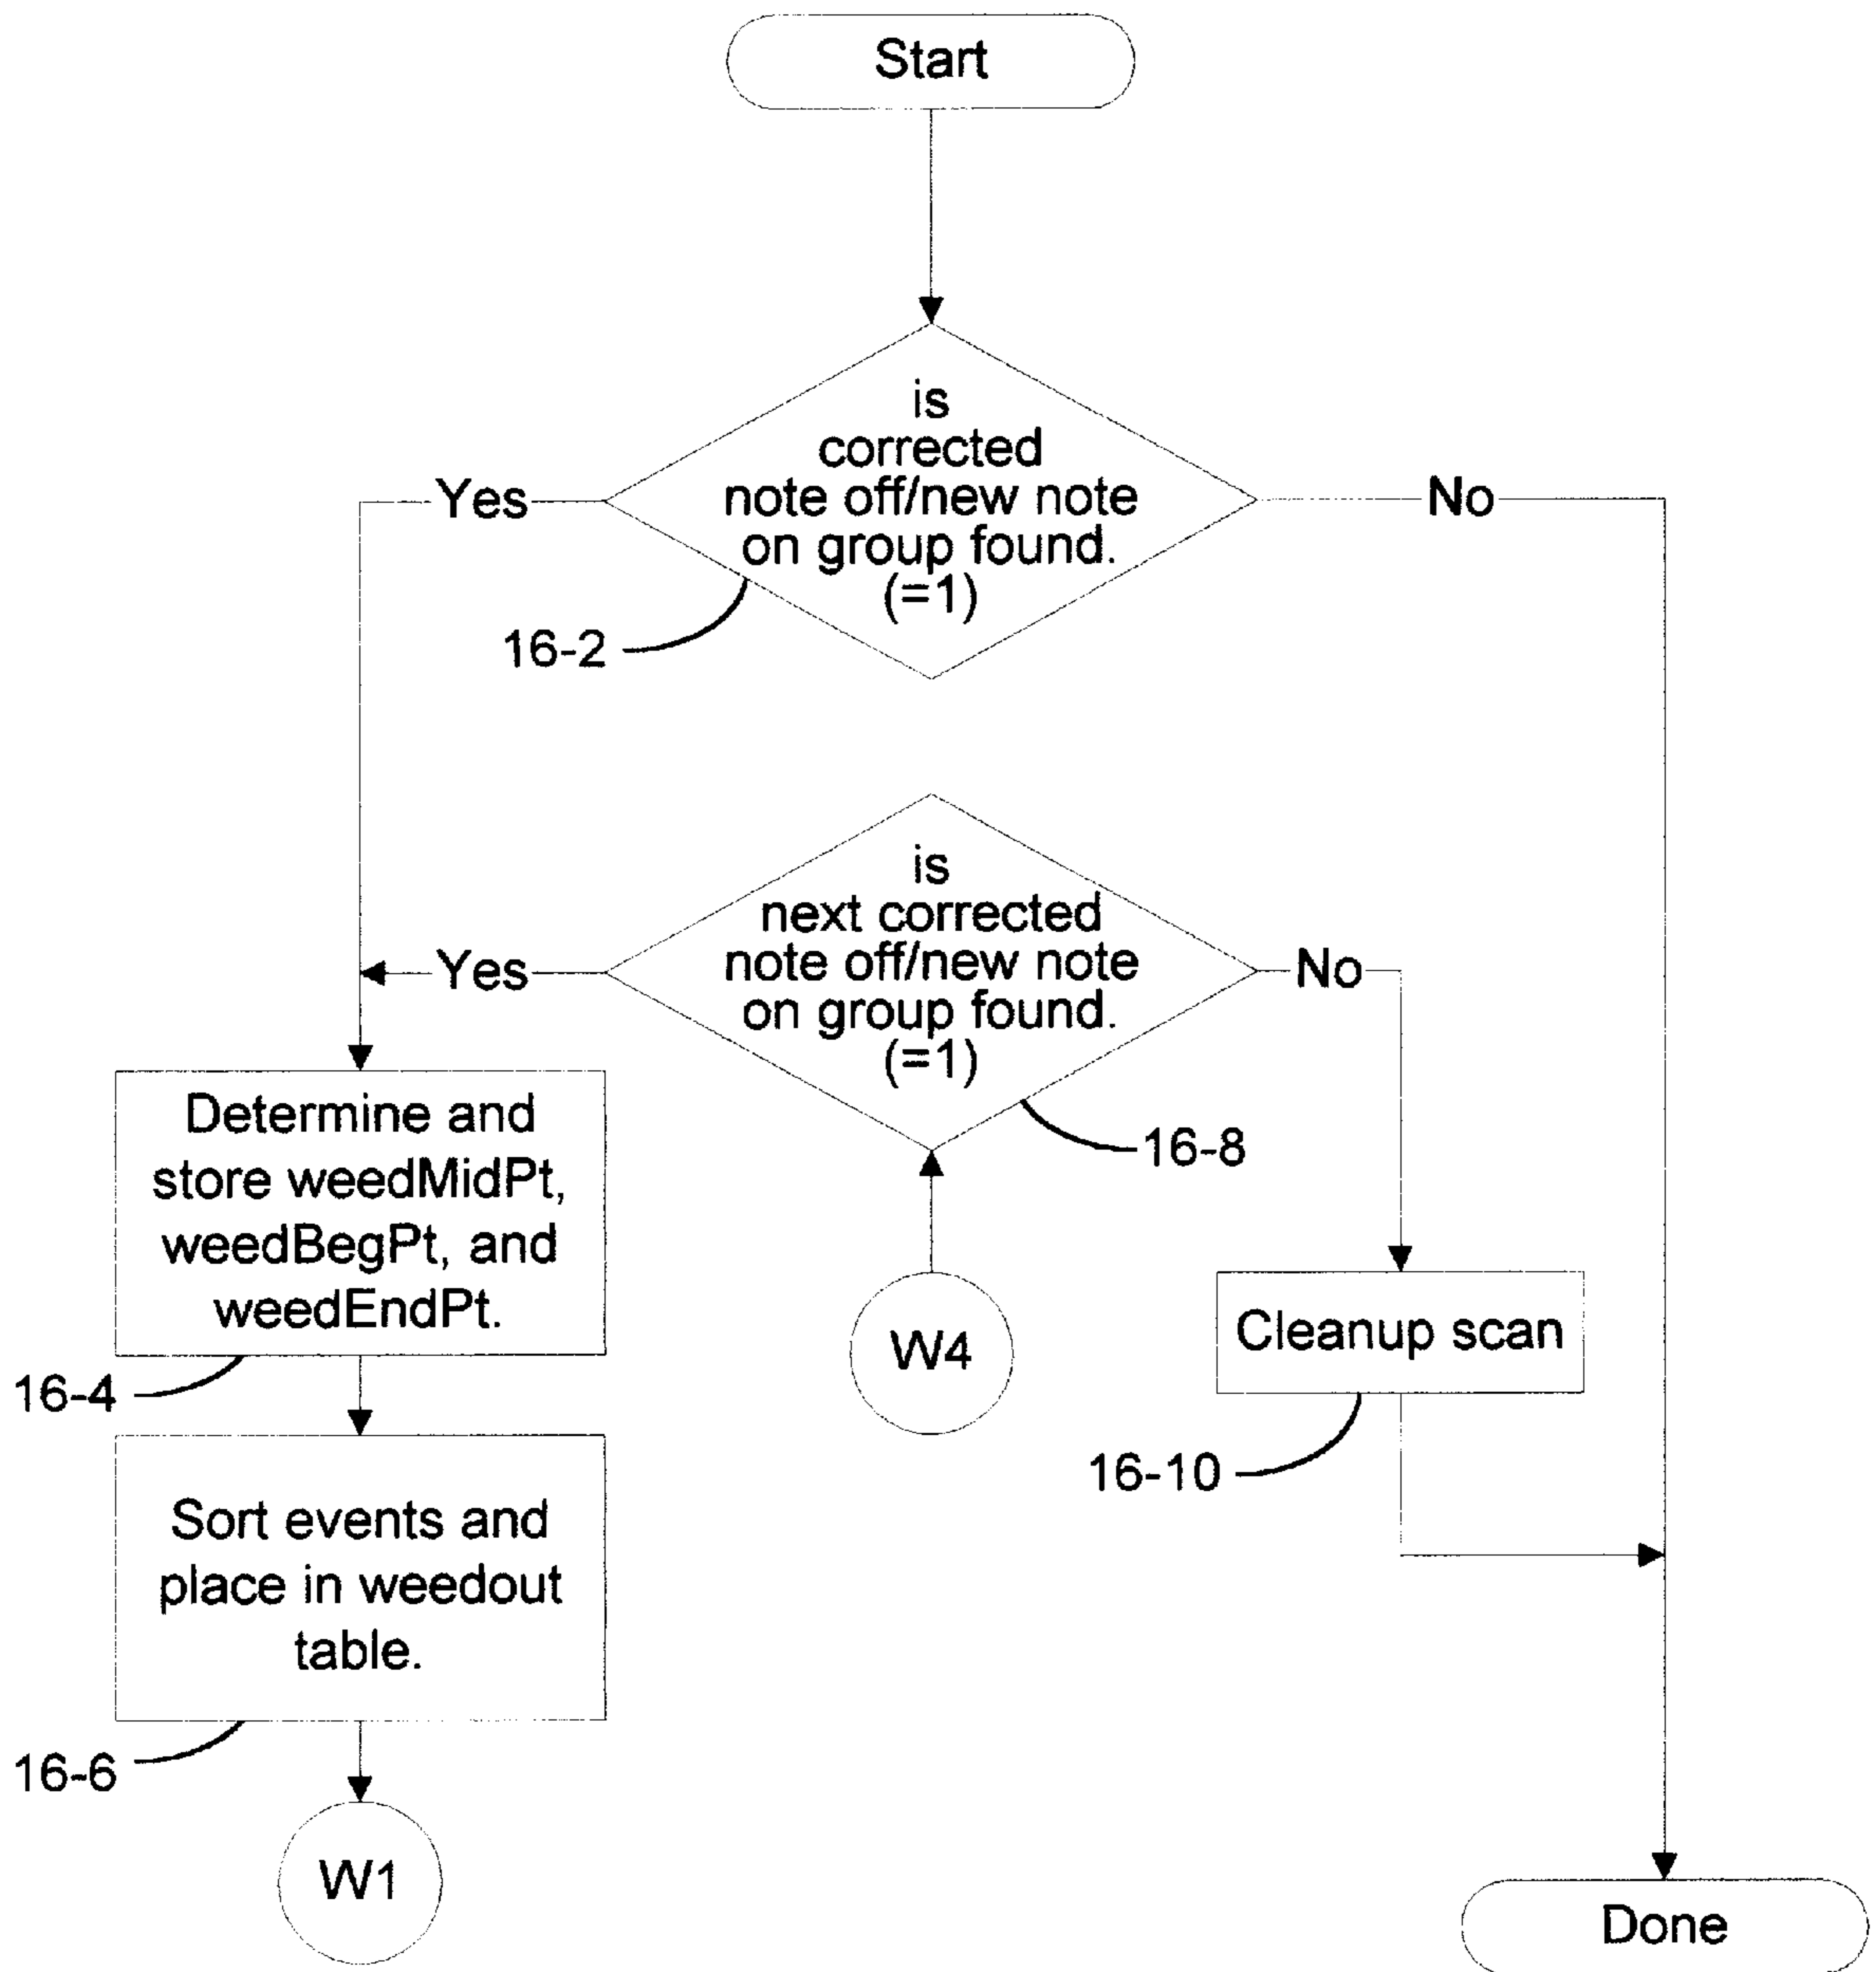 Start
is
corrected
note off/new note
on group found.
(=1)
Yes
No
16-2
is
next corrected
note off/new note
on group found.
(=1)
Yes
No
16-8
Determine and
store weedMidPt,
weedBegPt, and
weedEndPt.
16-4
W4
Cleanup scan
16-10
Sort events and
place in weedout
table.
16-6
W1
Done